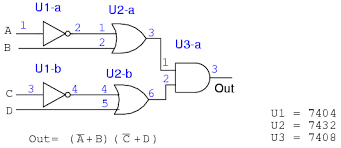 U1-a U2-a
A 1 2 1 3
B 2
U3-a
1
2 3
Out
U1-b U2-b
C 3 4 4 6
D 5
Out= (A̅+B) (C̅+D)
U1 = 7404
U2 = 7432
U3 = 7408